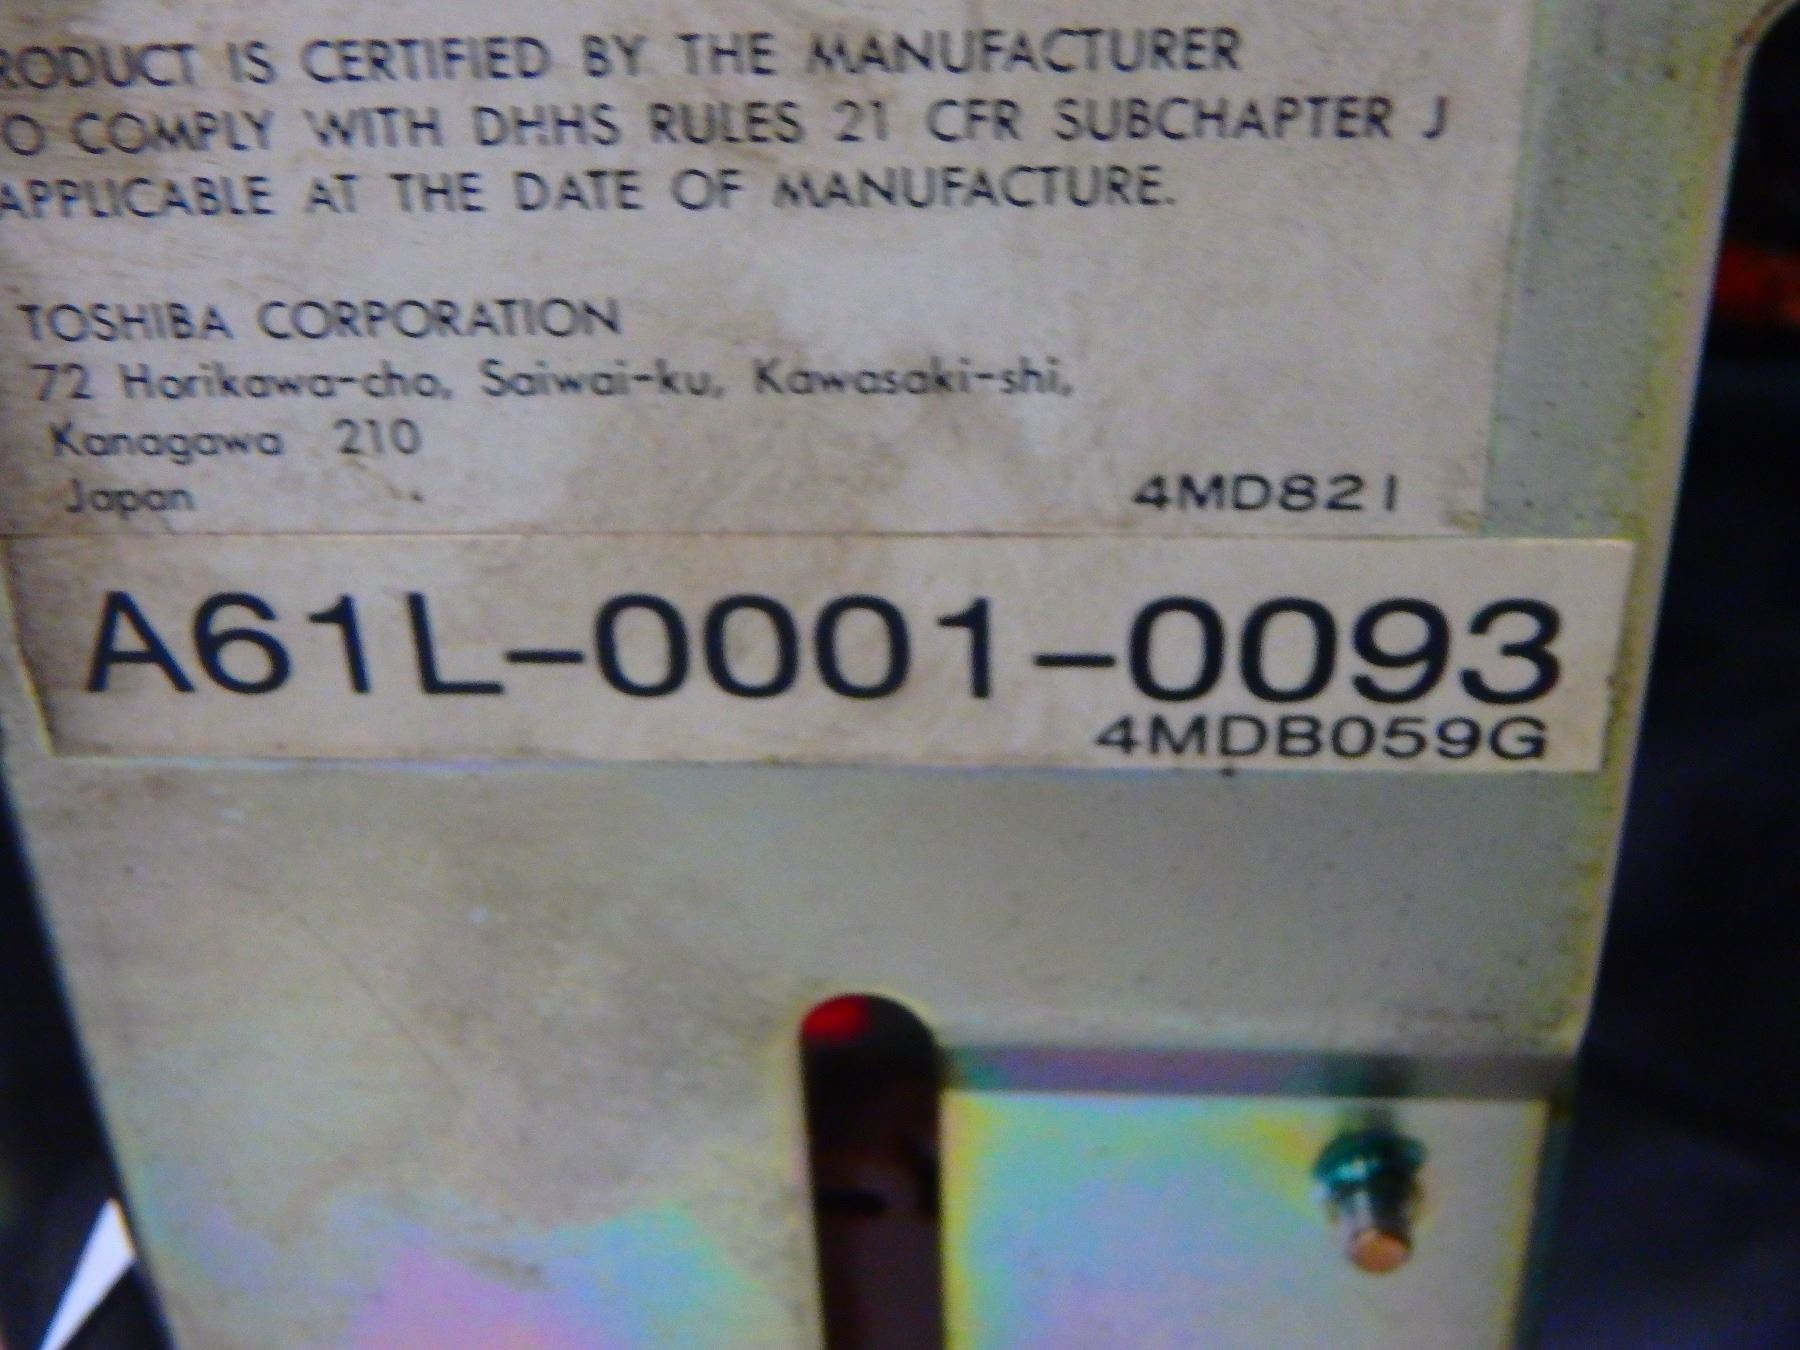 RODUCT IS CERTIFIED BY THE MANUFACTURER
O COMPLY WITH DHHS RULES 21 CFR SUBCHAPTER J
APPLICABLE AT THE DATE OF MANUFACTURE.
TOSHIBA CORPORATION
72 Horikawa-cho, Saiwai-ku, Kawasaki-shi,
Kanagawa 210
Japan
4MD821
A61L-0001-0093
4MDB059G